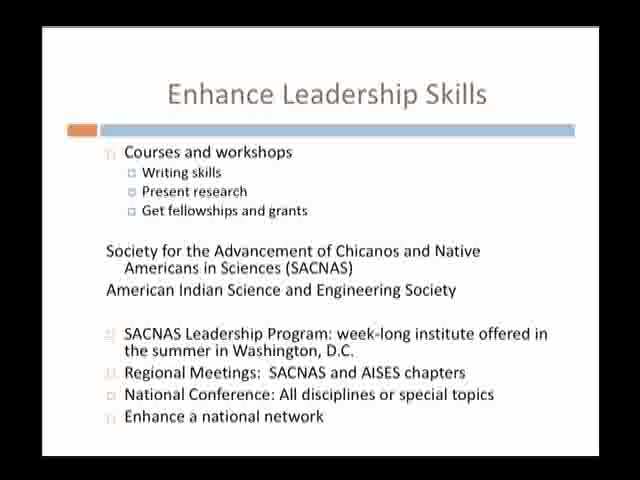 Enhance Leadership Skills
Courses and workshops
Writing skills
Present research
Get fellowships and grants
Society for the Advancement of Chicanos and Native
Americans in Sciences (SACNAS)
American Indian Science and Engineering Society
SACNAS Leadership Program: week-long institute offered in
the summer in Washington, D.C.
Regional Meetings: SACNAS and AISES chapters
National Conference: All disciplines or special topics
Enhance a national network